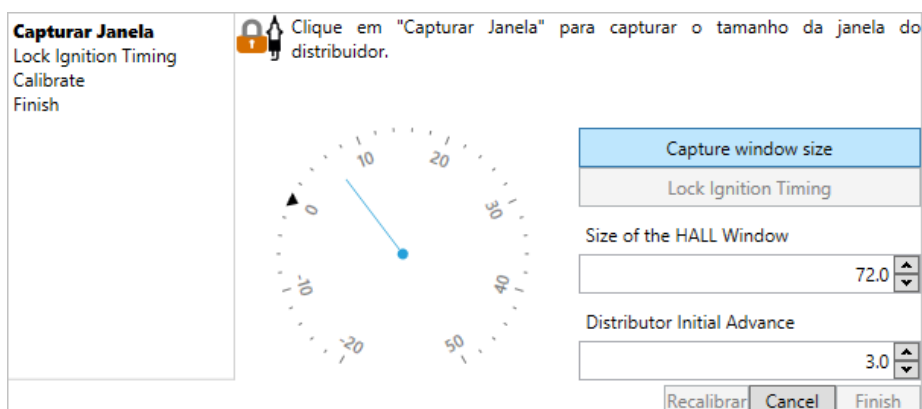 Capturar Janela
Lock Ignition Timing
Calibrate
Finish
Clique em "Capturar Janela" para capturar o tamanho da janela do
distribuidor.
-20
-10
0
10
20
30
40
50
Capture window size
Lock Ignition Timing
Size of the HALL Window
72.0
Distributor Initial Advance
3.0
Recalibrar
Cancel
Finish